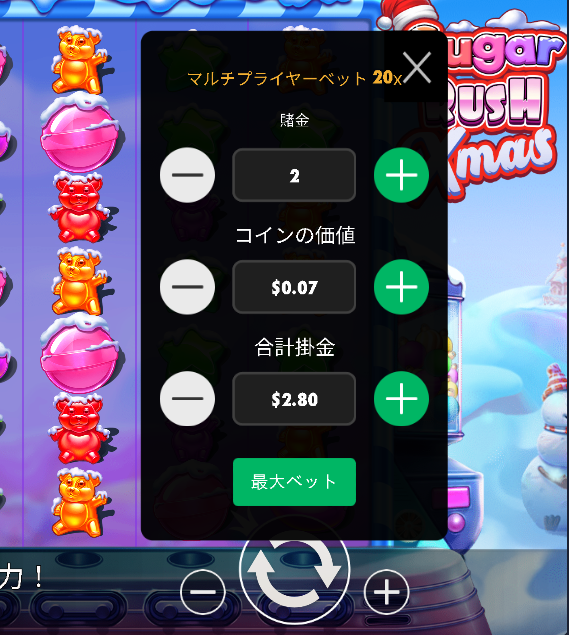 マルチプライヤーベット 20x
賭金
2
コインの価値
$0.07
合計掛金
$2.80
最大ベット
Sugar
RUSH
Xmas
力！